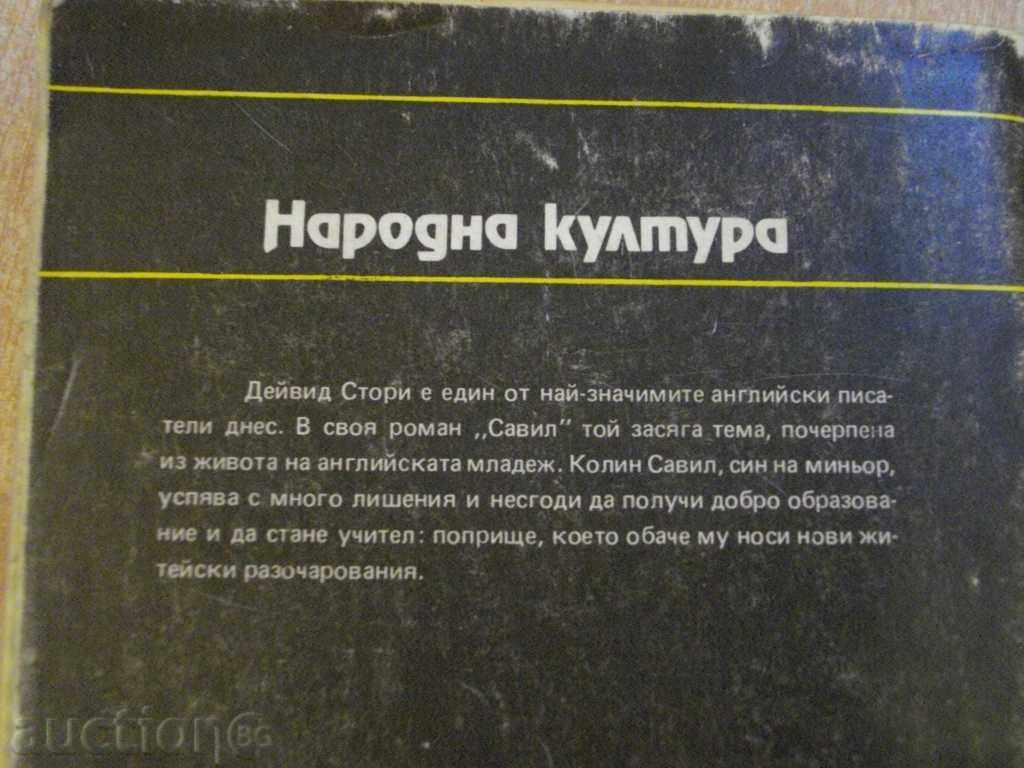 Народна култура
Дейвид Стори е един от най-значимите английски писа-
тели днес. В своя роман „Савил” той засяга тема, почерпена
из живота на английската младеж. Колин Савил, син на миньор,
успява с много лишения и несгоди да получи добро образова-
ние и да стане учител: поприще, което обаче му носи нови жи-
тейски разочарования.
auction.bg